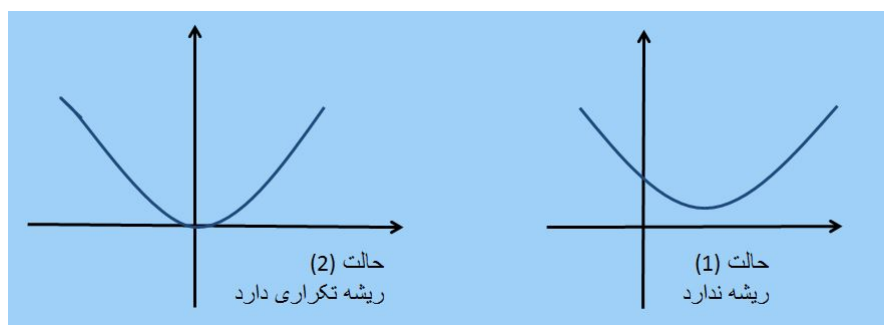 حالت (1)
ریشه ندارد
حالت (2)
ریشه تکراری دارد